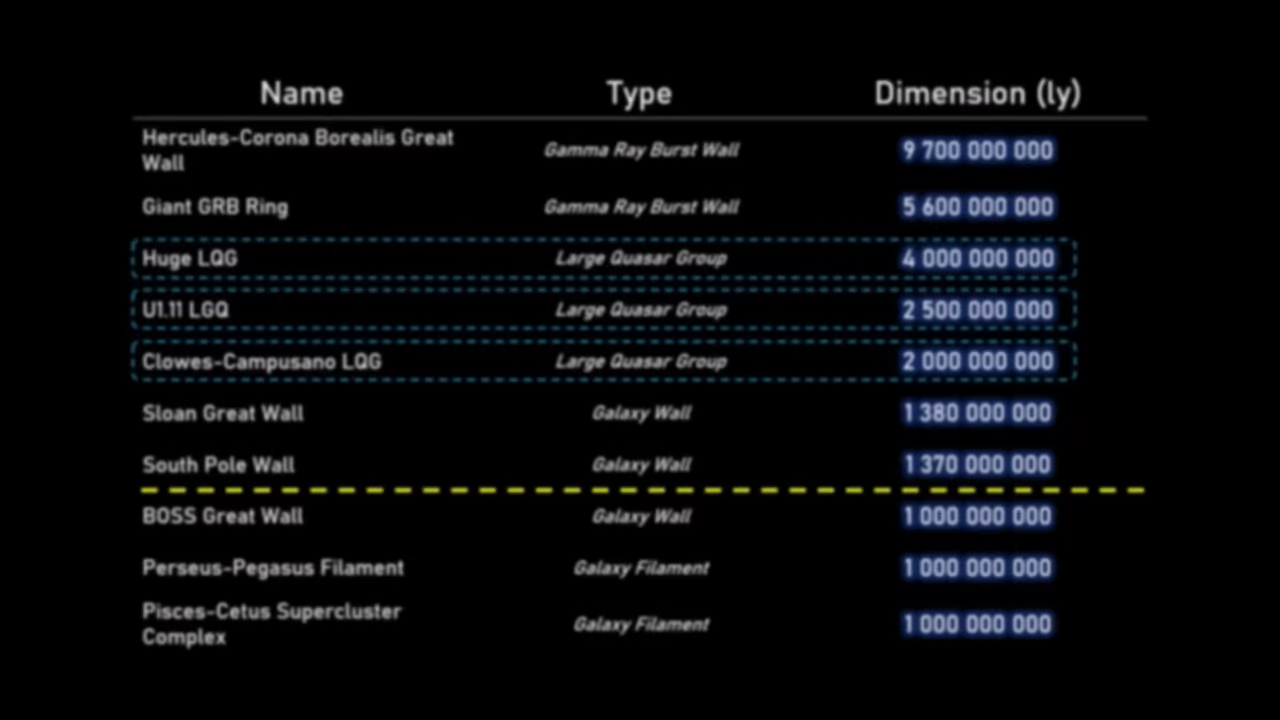 Name Type Dimension (ly)
Hercules-Corona Borealis Great
Wall Gamma Ray Burst Wall 9 700 000 000
Giant GRB Ring Gamma Ray Burst Wall 5 600 000 000
Huge LQG Large Quasar Group 4 000 000 000
U1.11 LGQ Large Quasar Group 2 500 000 000
Clowes-Campusano LQG Large Quasar Group 2 000 000 000
Sloan Great Wall Galaxy Wall 1 380 000 000
South Pole Wall Galaxy Wall 1 370 000 000
BOSS Great Wall Galaxy Wall 1 000 000 000
Perseus-Pegasus Filament Galaxy Filament 1 000 000 000
Pisces-Cetus Supercluster
Complex Galaxy Filament 1 000 000 000